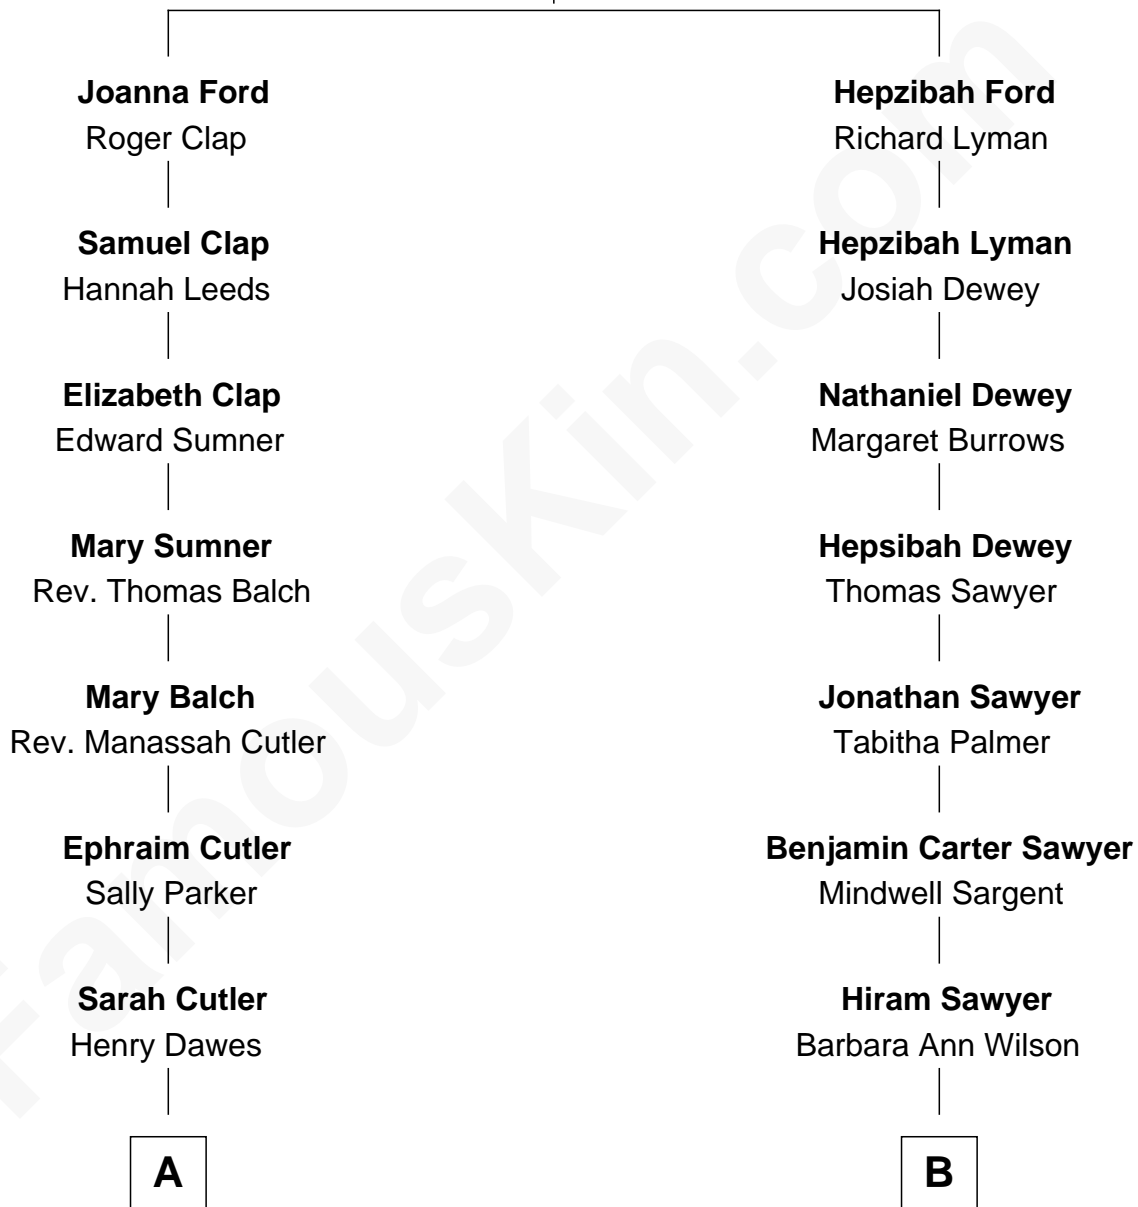 Joanna Ford
Roger Clap
Samuel Clap
Hannah Leeds
Elizabeth Clap
Edward Sumner
Mary Sumner
Rev. Thomas Balch
Mary Balch
Rev. Manassah Cutler
Ephraim Cutler
Sally Parker
Sarah Cutler
Henry Dawes
A
Hepzibah Ford
Richard Lyman
Hepzibah Lyman
Josiah Dewey
Nathaniel Dewey
Margaret Burrows
Hepsibah Dewey
Thomas Sawyer
Jonathan Sawyer
Tabitha Palmer
Benjamin Carter Sawyer
Mindwell Sargent
Hiram Sawyer
Barbara Ann Wilson
B
FamousKin.com